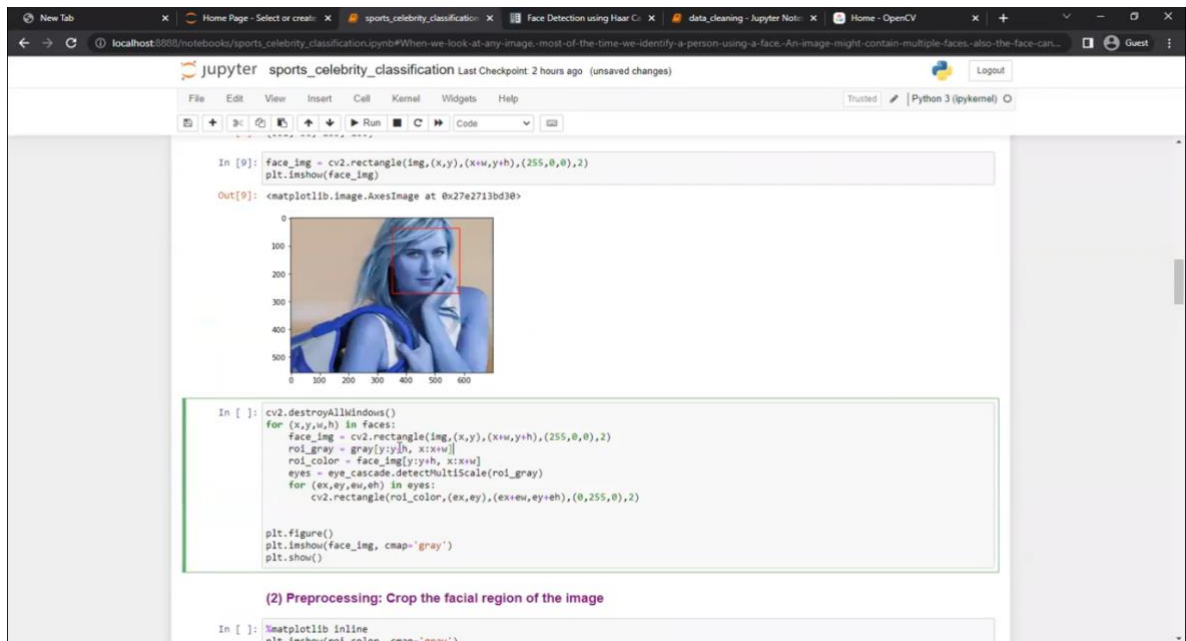 New Tab
Home Page - Select or create
sports_celebrity_classification
Face Detection using Haar Ca
data_cleaning - Jupyter Note
Home - OpenCV
localhost:8888/notebooks/sports_celebrity_classification.ipynb#When-we-look-at-any-image,-most-of-the-time-we-identify-a-person-using-a-face.-An-image-might-contain-multiple-faces,-also-the-face-can...
Guest
jupyter sports_celebrity_classification Last Checkpoint: 2 hours ago (unsaved changes)
Logout
File Edit View Insert Cell Kernel Widgets Help
Trusted Python 3 (ipykernel)
Run Code
In [9]: face_img = cv2.rectangle(img,(x,y),(x+w,y+h),(255,0,0),2)
plt.imshow(face_img)
Out[9]: <matplotlib.image.AxesImage at 0x27e2713bd30>
0
100
200
300
400
500
0 100 200 300 400 500 600
In [ ]: cv2.destroyAllWindows()
for (x,y,w,h) in faces:
face_img = cv2.rectangle(img,(x,y),(x+w,y+h),(255,0,0),2)
roi_gray = gray[y:y+h, x:x+w]
roi_color = face_img[y:y+h, x:x+w]
eyes = eye_cascade.detectMultiScale(roi_gray)
for (ex,ey,ew,eh) in eyes:
cv2.rectangle(roi_color,(ex,ey),(ex+ew,ey+eh),(0,255,0),2)
plt.figure()
plt.imshow(face_img, cmap='gray')
plt.show()
(2) Preprocessing: Crop the facial region of the image
In [ ]: %matplotlib inline